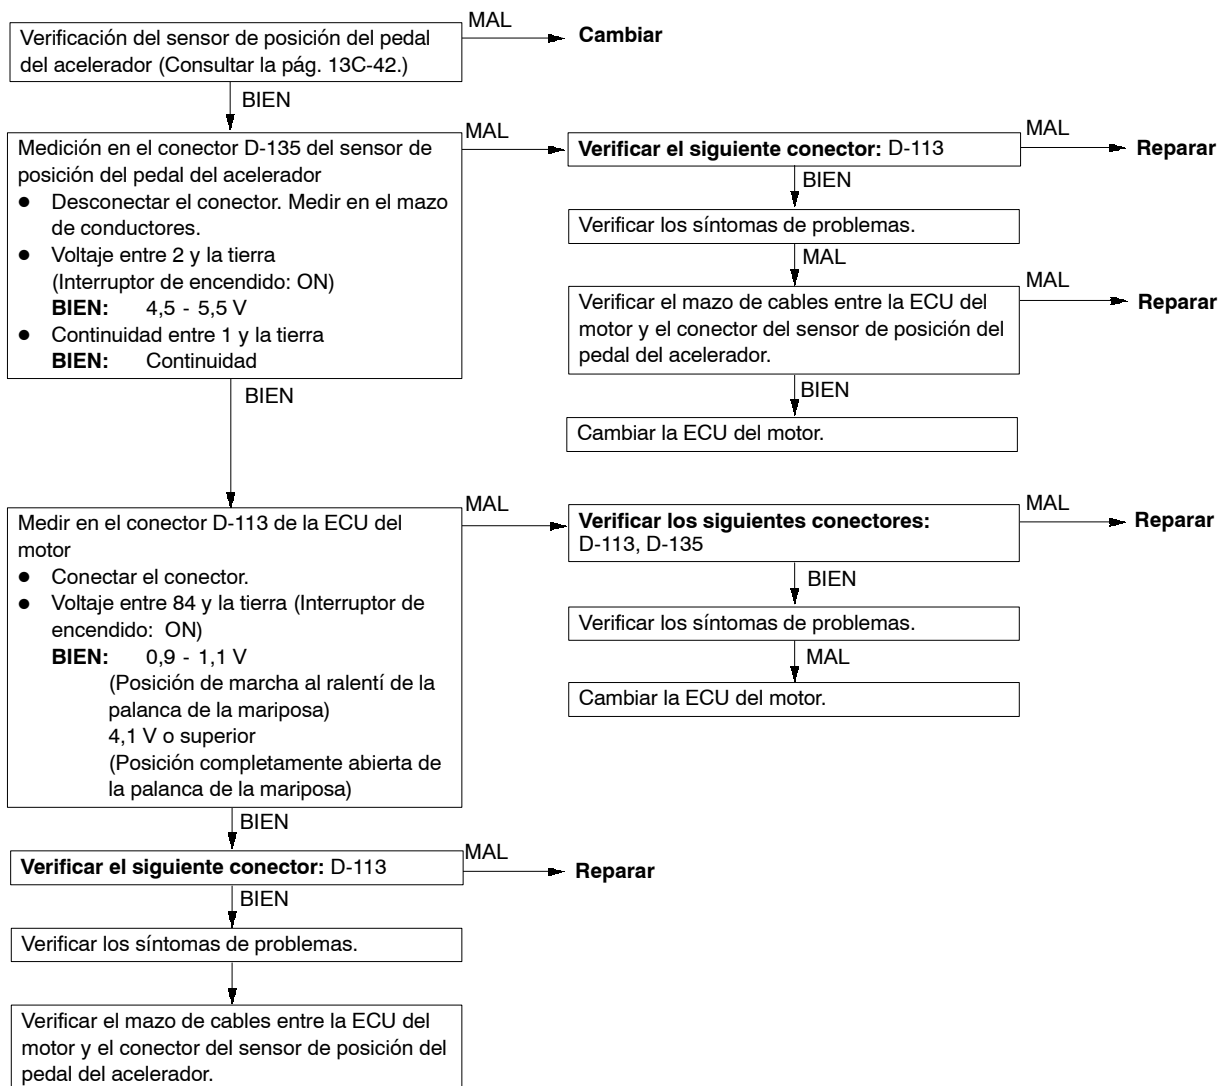 Verificación del sensor de posición del pedal
del acelerador (Consultar la pág. 13C-42.)
MAL
Cambiar
BIEN
Medición en el conector D-135 del sensor de
posición del pedal del acelerador
● Desconectar el conector. Medir en el mazo
de conductores.
● Voltaje entre 2 y la tierra
(Interruptor de encendido: ON)
BIEN: 4,5 - 5,5 V
● Continuidad entre 1 y la tierra
BIEN: Continuidad
MAL
Verificar el siguiente conector: D-113
MAL
Reparar
BIEN
Verificar los síntomas de problemas.
MAL
Verificar el mazo de cables entre la ECU del
motor y el conector del sensor de posición del
pedal del acelerador.
MAL
Reparar
BIEN
Cambiar la ECU del motor.
BIEN
Medir en el conector D-113 de la ECU del
motor
● Conectar el conector.
● Voltaje entre 84 y la tierra (Interruptor de
encendido: ON)
BIEN: 0,9 - 1,1 V
(Posición de marcha al ralentí de la
palanca de la mariposa)
4,1 V o superior
(Posición completamente abierta de
la palanca de la mariposa)
MAL
Verificar los siguientes conectores:
D-113, D-135
MAL
Reparar
BIEN
Verificar los síntomas de problemas.
MAL
Cambiar la ECU del motor.
BIEN
Verificar el siguiente conector: D-113
MAL
Reparar
BIEN
Verificar los síntomas de problemas.
Verificar el mazo de cables entre la ECU del
motor y el conector del sensor de posición del
pedal del acelerador.